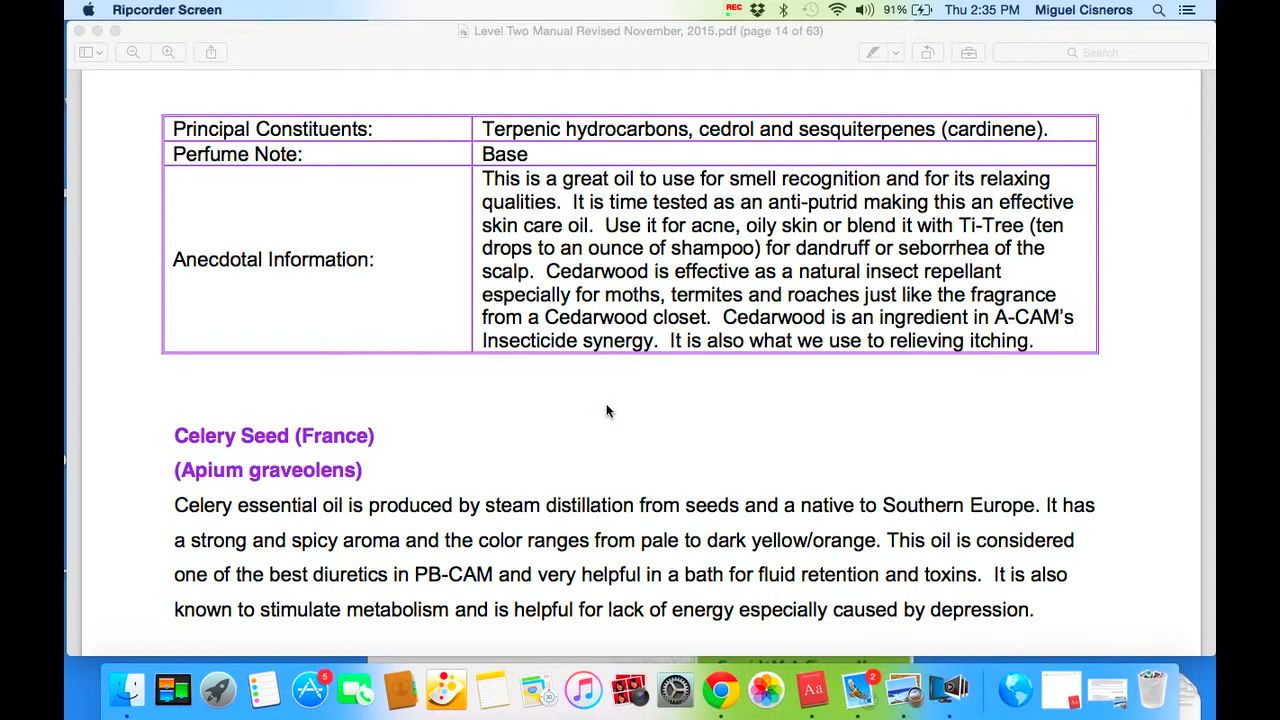 Ripcorder Screen
REC
91%
Thu 2:35 PM
Miguel Cisneros
Level Two Manual Revised November, 2015.pdf (page 14 of 63)
Search
Principal Constituents: Terpenic hydrocarbons, cedrol and sesquiterpenes (cardinene).
Perfume Note: Base
Anecdotal Information:
This is a great oil to use for smell recognition and for its relaxing
qualities. It is time tested as an anti-putrid making this an effective
skin care oil. Use it for acne, oily skin or blend it with Ti-Tree (ten
drops to an ounce of shampoo) for dandruff or seborrhea of the
scalp. Cedarwood is effective as a natural insect repellant
especially for moths, termites and roaches just like the fragrance
from a Cedarwood closet. Cedarwood is an ingredient in A-CAM's
Insecticide synergy. It is also what we use to relieving itching.
Celery Seed (France)
(Apium graveolens)
Celery essential oil is produced by steam distillation from seeds and a native to Southern Europe. It has
a strong and spicy aroma and the color ranges from pale to dark yellow/orange. This oil is considered
one of the best diuretics in PB-CAM and very helpful in a bath for fluid retention and toxins. It is also
known to stimulate metabolism and is helpful for lack of energy especially caused by depression.
5
Aa
2